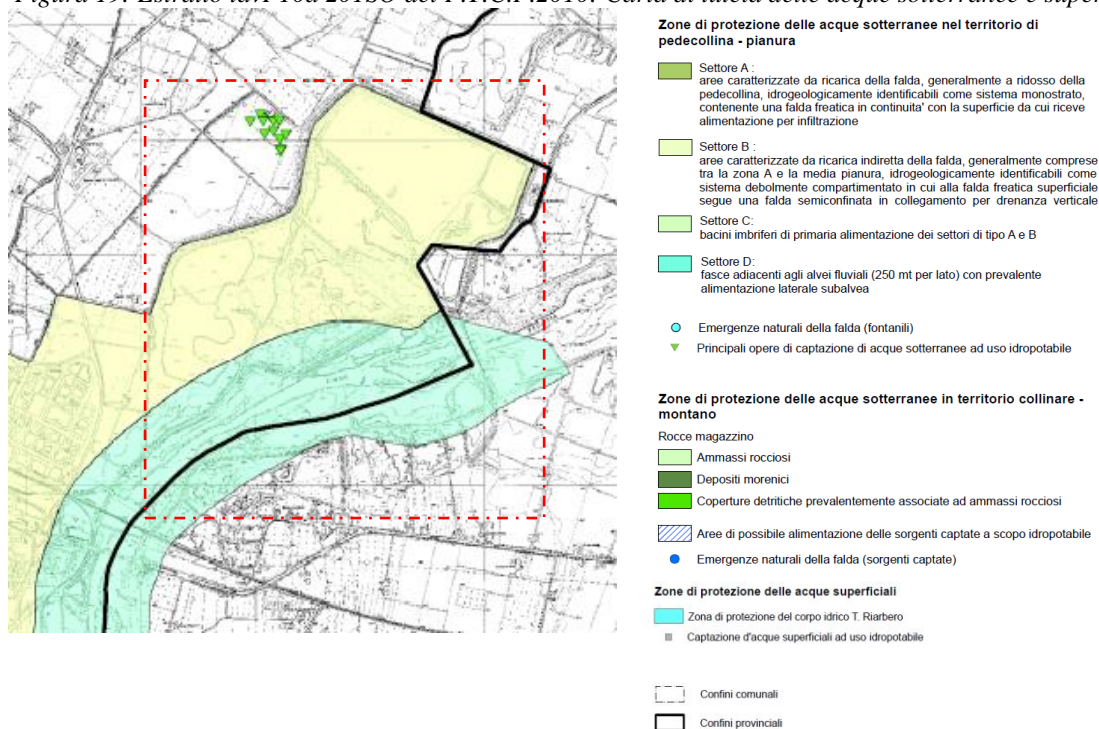 Zone di protezione delle acque sotterranee nel territorio di
pedecollina - pianura
Settore A :
aree caratterizzate da ricarica della falda, generalmente a ridosso della
pedecollina, idrogeologicamente identificabili come sistema monostrato,
contenente una falda freatica in continuita' con la superficie da cui riceve
alimentazione per infiltrazione
Settore B :
aree caratterizzate da ricarica indiretta della falda, generalmente comprese
tra la zona A e la media pianura, idrogeologicamente identificabili come
sistema debolmente compartimentato in cui alla falda freatica superficiale
segue una falda semiconfinata in collegamento per drenanza verticale
Settore C:
bacini imbriferi di primaria alimentazione dei settori di tipo A e B
Settore D:
fasce adiacenti agli alvei fluviali (250 mt per lato) con prevalente
alimentazione laterale subalvea
Emergenze naturali della falda (fontanili)
Principali opere di captazione di acque sotterranee ad uso idropotabile
Zone di protezione delle acque sotterranee in territorio collinare -
montano
Rocce magazzino
Ammassi rocciosi
Depositi morenici
Coperture detritiche prevalentemente associate ad ammassi rocciosi
Aree di possibile alimentazione delle sorgenti captate a scopo idropotabile
Emergenze naturali della falda (sorgenti captate)
Zone di protezione delle acque superficiali
Zona di protezione del corpo idrico T. Riarbero
Captazione d'acque superficiali ad uso idropotabile
Confini comunali
Confini provinciali